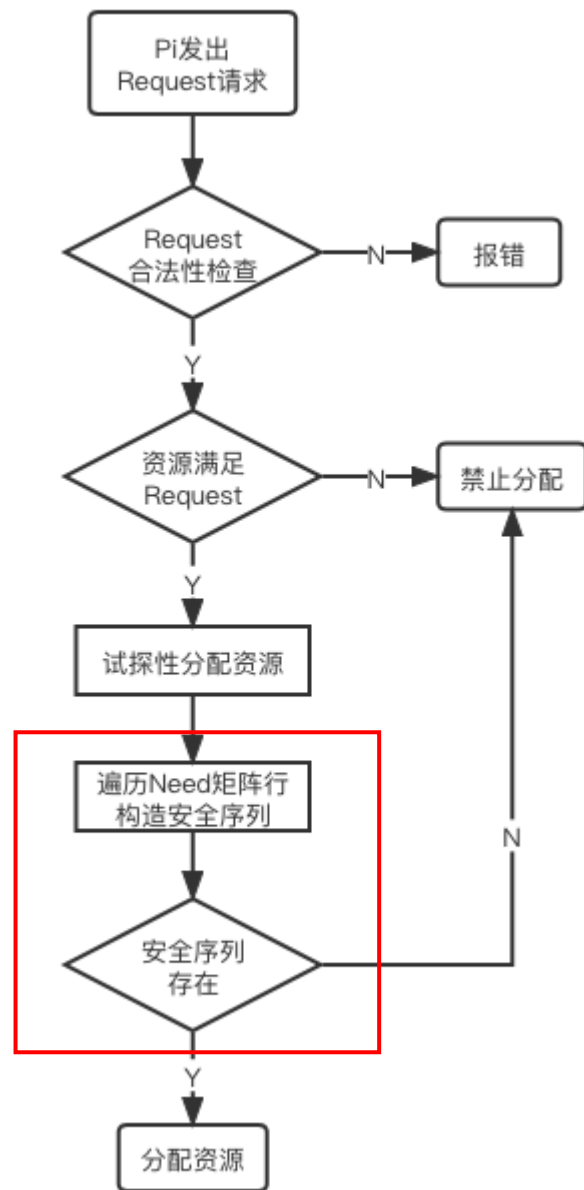 Pi发出
Request请求
Request
合法性检查
N
报错
Y
资源满足
Request
N
禁止分配
Y
试探性分配资源
遍历Need矩阵行
构造安全序列
N
安全序列
存在
Y
分配资源